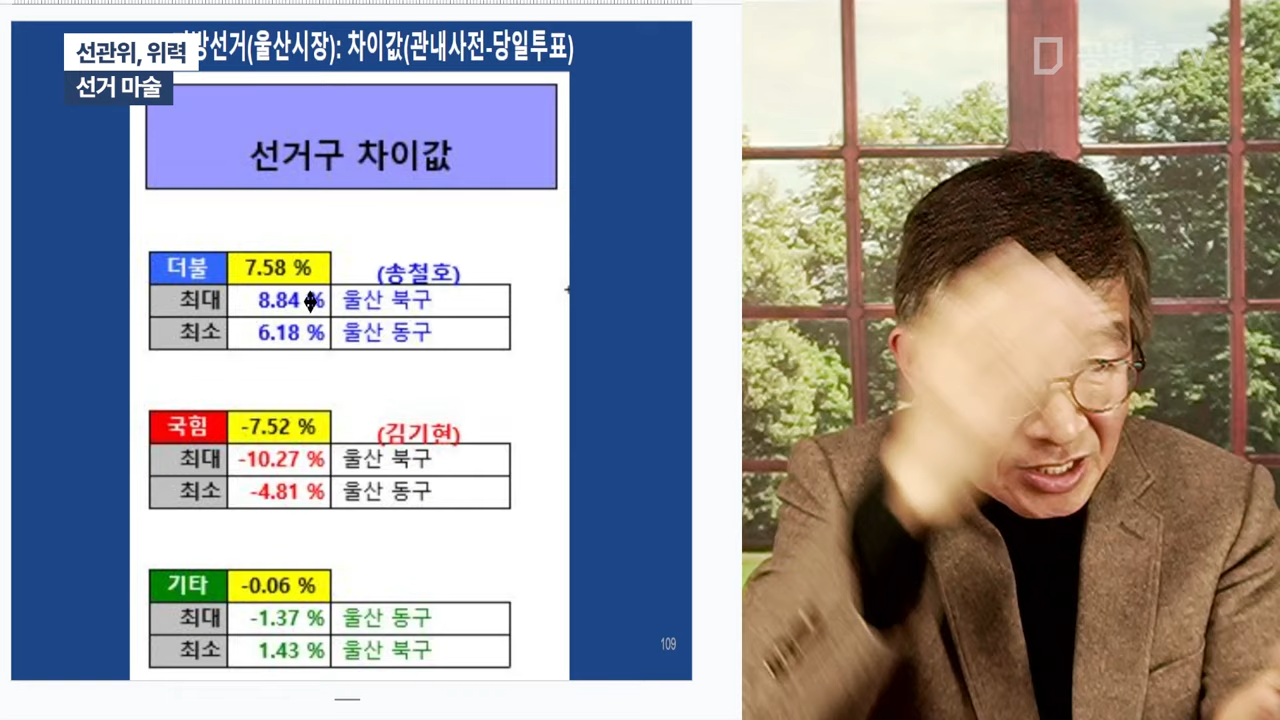 선관위, 위력
선거 마술
방선거(울산시장): 차이값(관내사전-당일투표)
선거구 차이값
더불 7.58 % (송철호)
최대 8.84 % 울산 북구
최소 6.18 % 울산 동구
국힘 -7.52 % (김기현)
최대 -10.27 % 울산 북구
최소 -4.81 % 울산 동구
기타 -0.06 %
최대 -1.37 % 울산 동구
최소 1.43 % 울산 북구
109